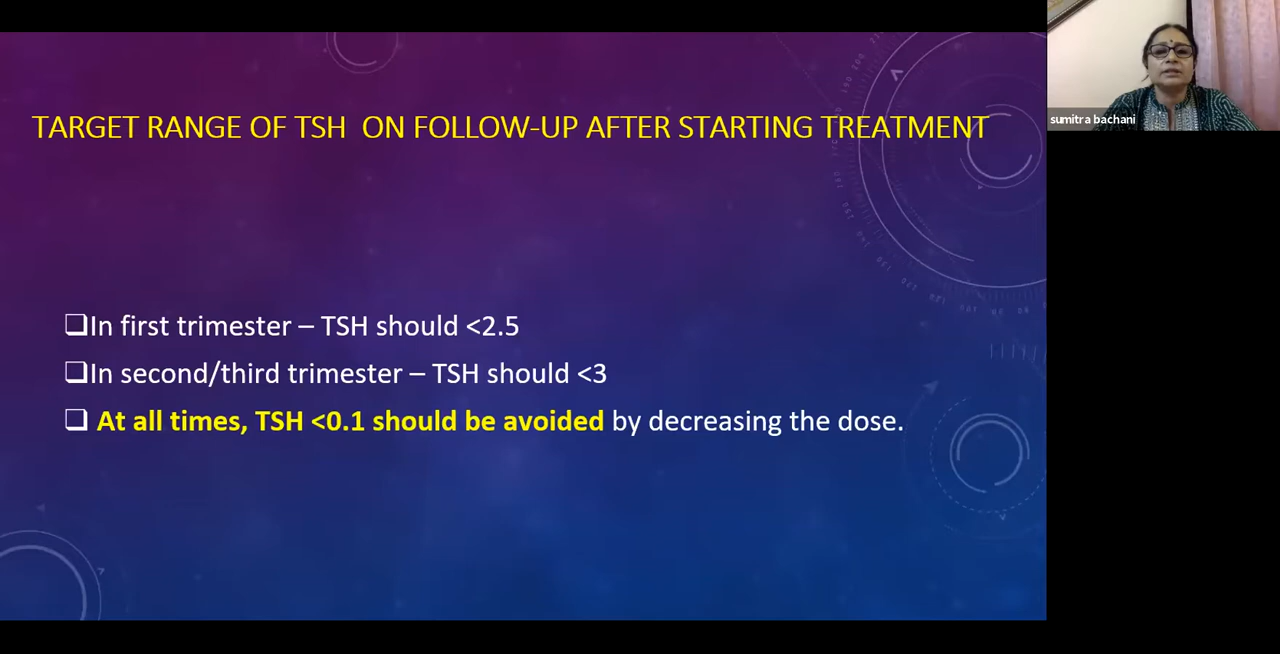 TARGET RANGE OF TSH ON FOLLOW-UP AFTER STARTING TREATMENT
❑In first trimester – TSH should <2.5
❑In second/third trimester – TSH should <3
❑ At all times, TSH <0.1 should be avoided by decreasing the dose.
sumitra bachani